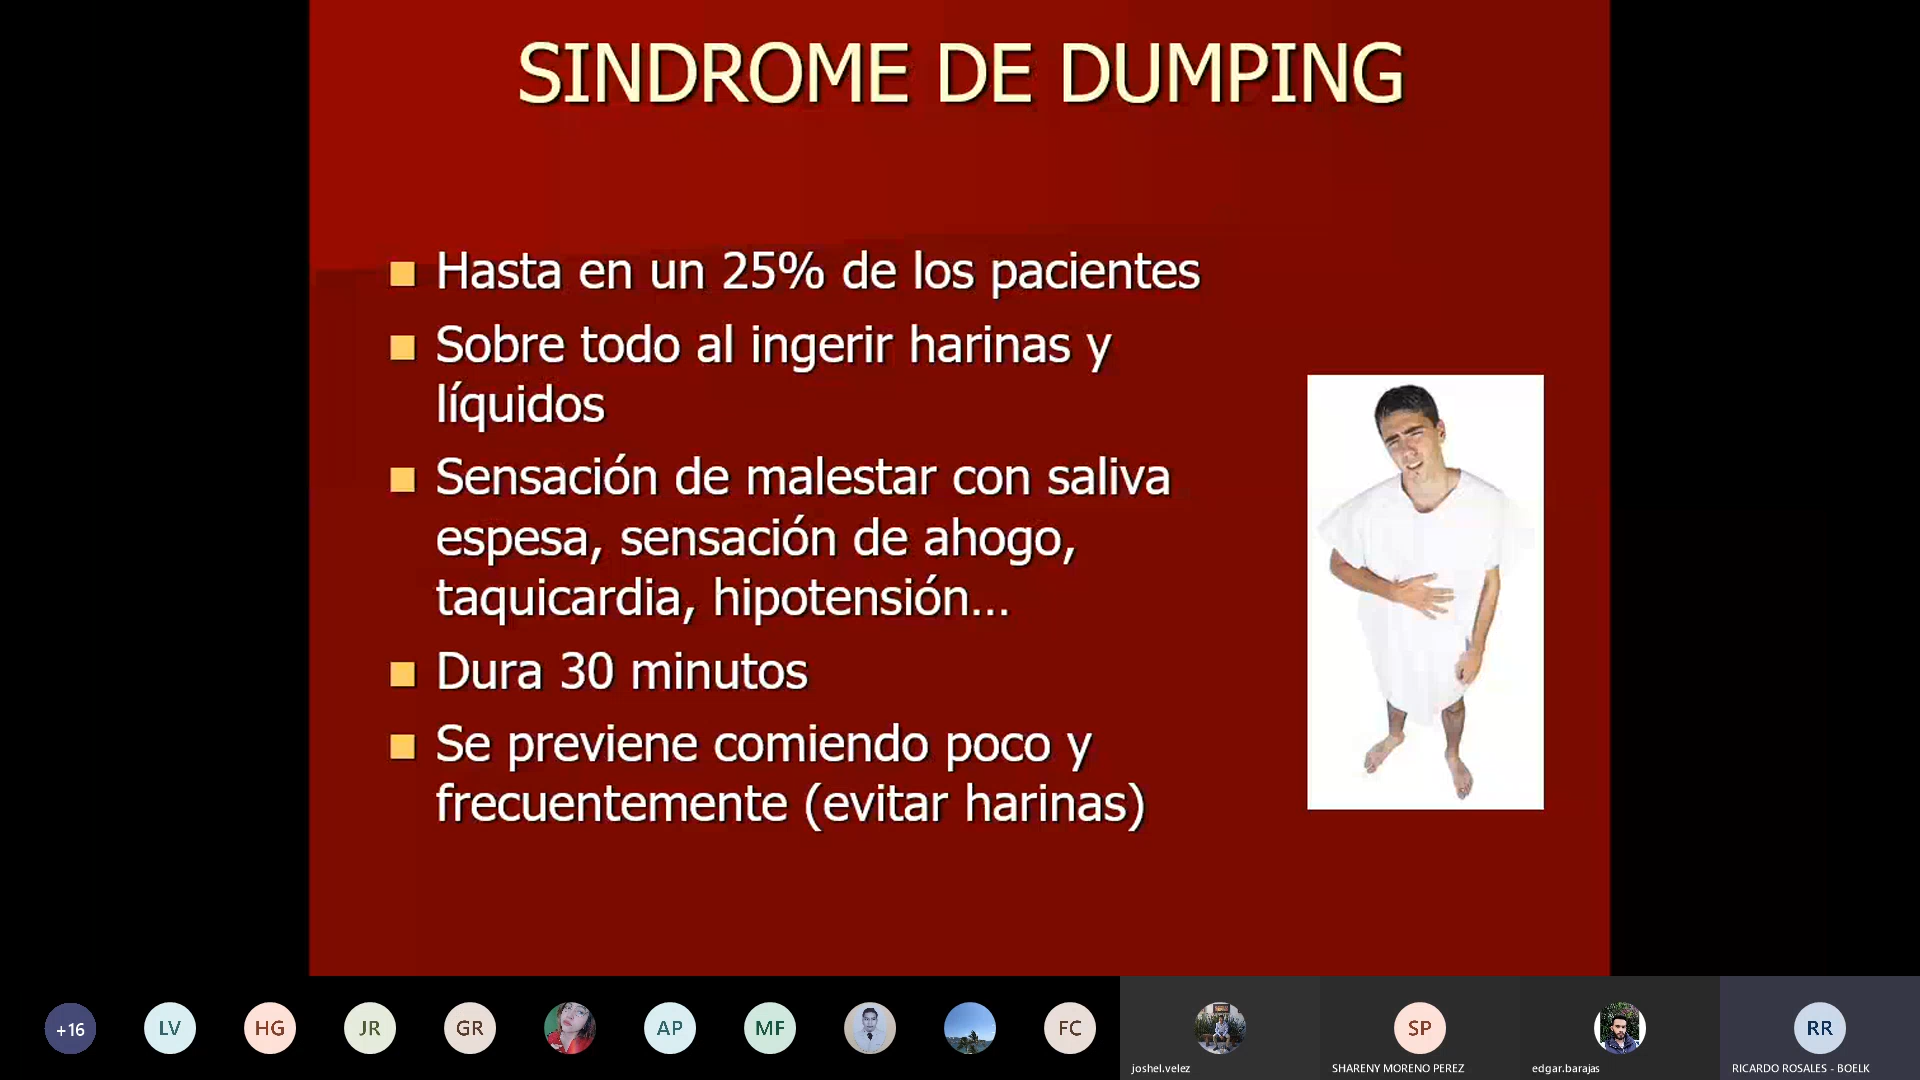 SINDROME DE DUMPING
Hasta en un 25% de los pacientes
Sobre todo al ingerir harinas y
líquidos
Sensación de malestar con saliva
espesa, sensación de ahogo,
taquicardia, hipotensión...
Dura 30 minutos
Se previene comiendo poco y
frecuentemente (evitar harinas)
+16
LV
HG
JR
GR
AP
MF
FC
SP
RR
joshel.velez
SHARENY MORENO PEREZ
edgar.barajas
RICARDO ROSALES - BOELK